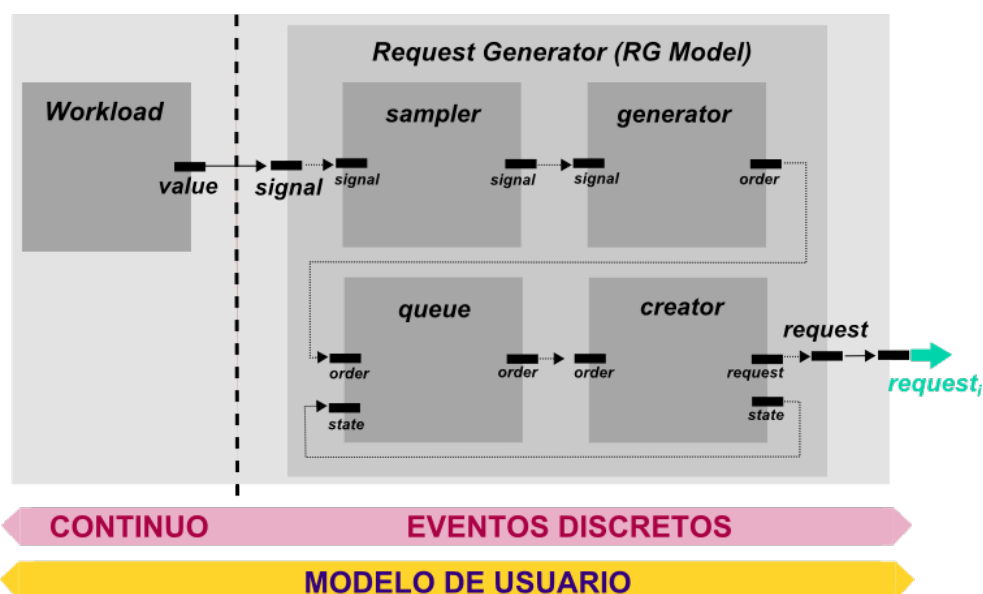 Request Generator (RG Model)
Workload
sampler
generator
value
signal
signal
signal
signal
order
queue
creator
request
order
order
order
request
request_i
state
state
CONTINUO
EVENTOS DISCRETOS
MODELO DE USUARIO